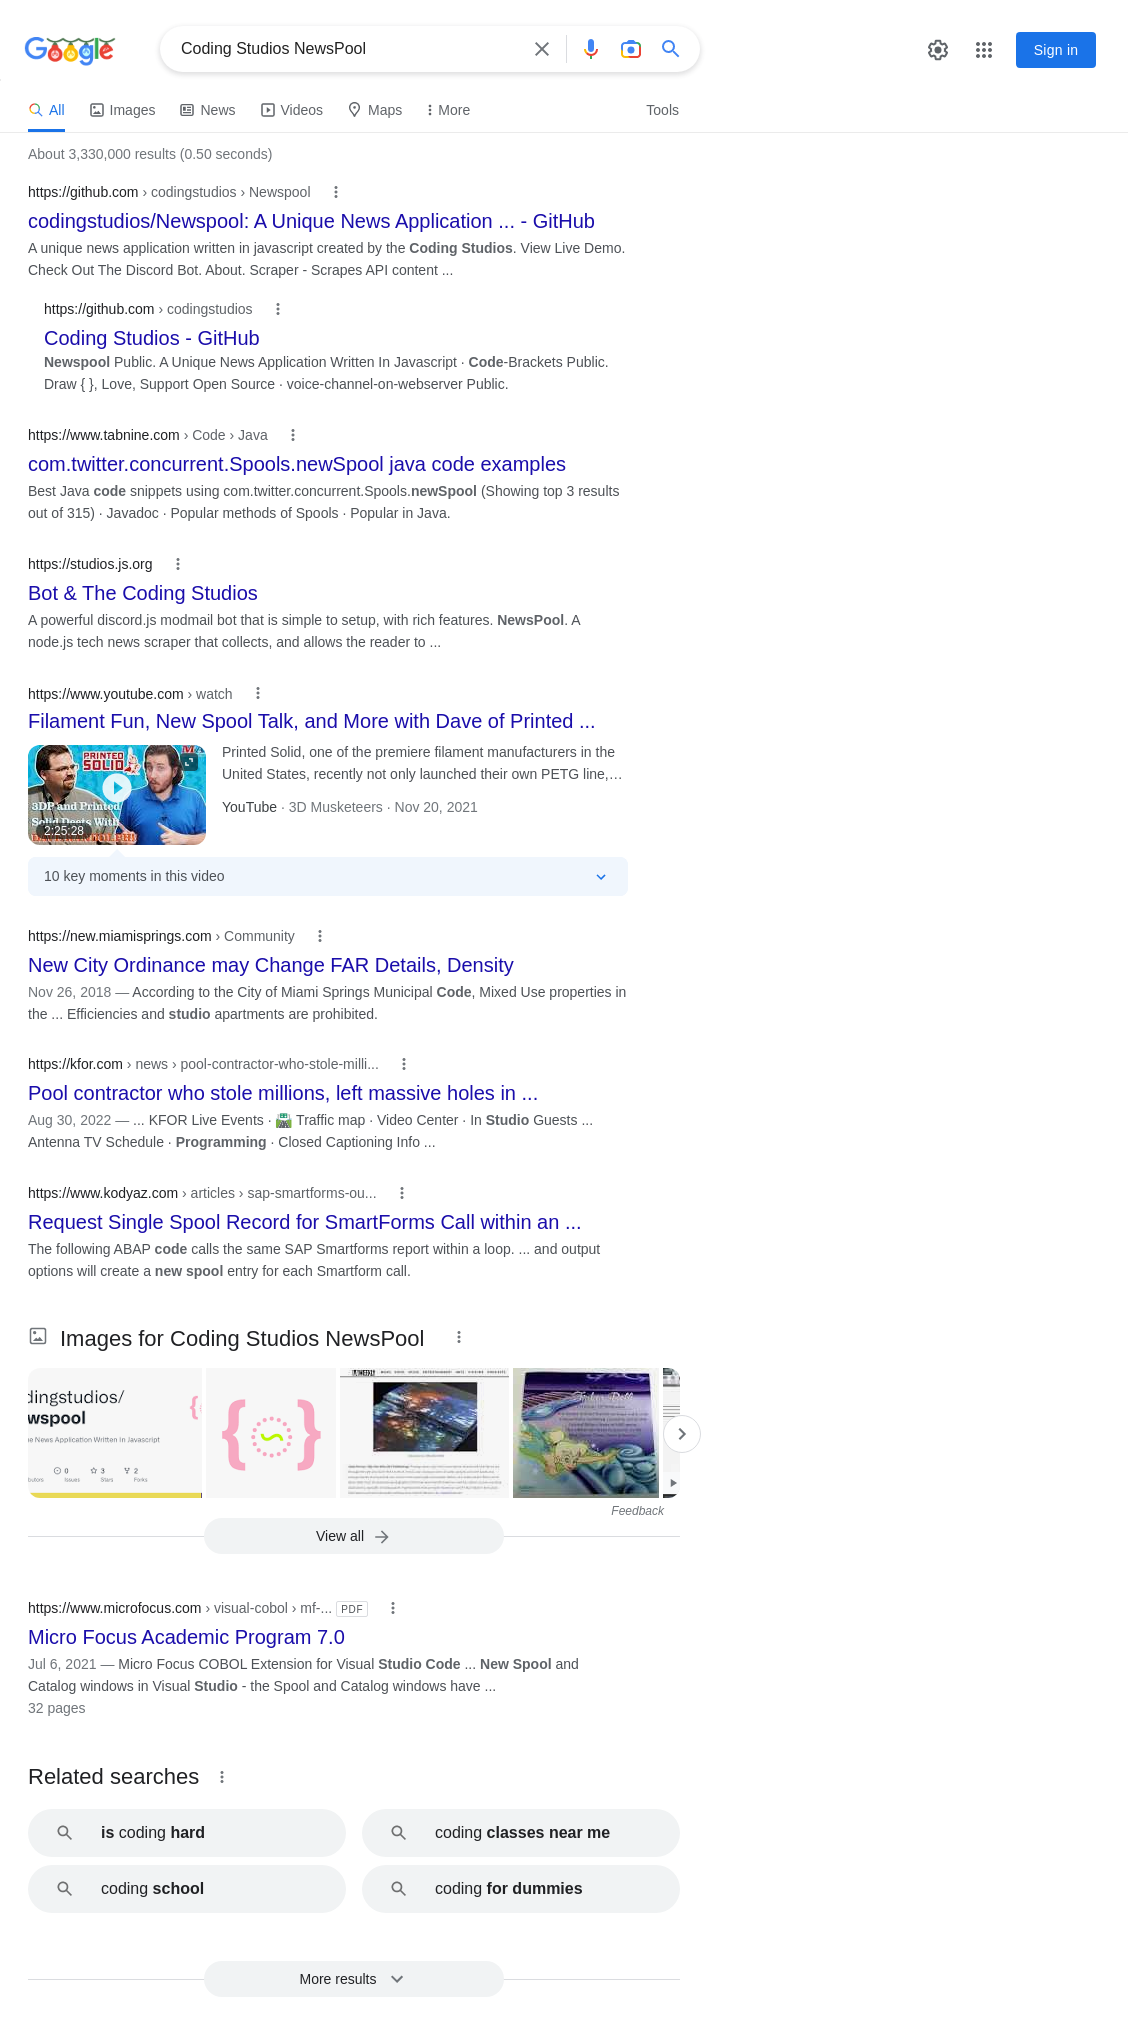 Google
Coding Studios NewsPool
Sign in
All
Images
News
Videos
Maps
More
Tools
About 3,330,000 results (0.50 seconds)
https://github.com › codingstudios › Newspool
codingstudios/Newspool: A Unique News Application ... - GitHub
A unique news application written in javascript created by the Coding Studios. View Live Demo.
Check Out The Discord Bot. About. Scraper - Scrapes API content ...
https://github.com › codingstudios
Coding Studios - GitHub
Newspool Public. A Unique News Application Written In Javascript · Code-Brackets Public.
Draw { }, Love, Support Open Source · voice-channel-on-webserver Public.
https://www.tabnine.com › Code › Java
com.twitter.concurrent.Spools.newSpool java code examples
Best Java code snippets using com.twitter.concurrent.Spools.newSpool (Showing top 3 results
out of 315) · Javadoc · Popular methods of Spools · Popular in Java.
https://studios.js.org
Bot & The Coding Studios
A powerful discord.js modmail bot that is simple to setup, with rich features. NewsPool. A
node.js tech news scraper that collects, and allows the reader to ...
https://www.youtube.com › watch
Filament Fun, New Spool Talk, and More with Dave of Printed ...
PRINTED
SOLID
3DP and Printed
Solid Deets With
2:25:28
Printed Solid, one of the premiere filament manufacturers in the
United States, recently not only launched their own PETG line,...
YouTube · 3D Musketeers · Nov 20, 2021
10 key moments in this video
https://new.miamisprings.com › Community
New City Ordinance may Change FAR Details, Density
Nov 26, 2018 — According to the City of Miami Springs Municipal Code, Mixed Use properties in
the ... Efficiencies and studio apartments are prohibited.
https://kfor.com › news › pool-contractor-who-stole-milli...
Pool contractor who stole millions, left massive holes in ...
Aug 30, 2022 — ... KFOR Live Events · 🛣️ Traffic map · Video Center · In Studio Guests ...
Antenna TV Schedule · Programming · Closed Captioning Info ...
https://www.kodyaz.com › articles › sap-smartforms-ou...
Request Single Spool Record for SmartForms Call within an ...
The following ABAP code calls the same SAP Smartforms report within a loop. ... and output
options will create a new spool entry for each Smartform call.
Images for Coding Studios NewsPool
dingstudios/
wspool
e News Application Written In Javascript
0
3
2
utors
Issues
Stars
Forks
{ }
Feedback
View all
https://www.microfocus.com › visual-cobol › mf-... PDF
Micro Focus Academic Program 7.0
Jul 6, 2021 — Micro Focus COBOL Extension for Visual Studio Code ... New Spool and
Catalog windows in Visual Studio - the Spool and Catalog windows have ...
32 pages
Related searches
is coding hard
coding classes near me
coding school
coding for dummies
More results